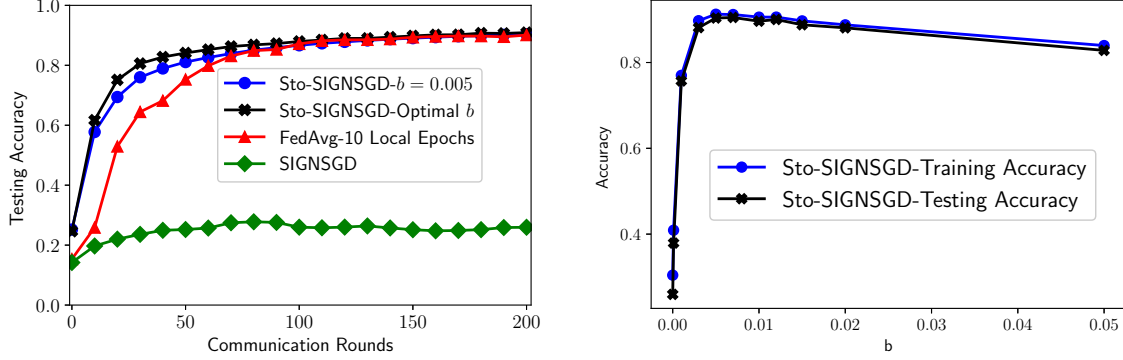 Testing Accuracy
1.0
0.8
0.6
0.4
0.2
0.0
Sto-SIGNSGD-b = 0.005
Sto-SIGNSGD-Optimal b
FedAvg-10 Local Epochs
SIGNSGD
0 50 100 150 200
Communication Rounds
Accuracy
0.8
0.6
0.4
Sto-SIGNSGD-Training Accuracy
Sto-SIGNSGD-Testing Accuracy
0.00 0.01 0.02 0.03 0.04 0.05
b